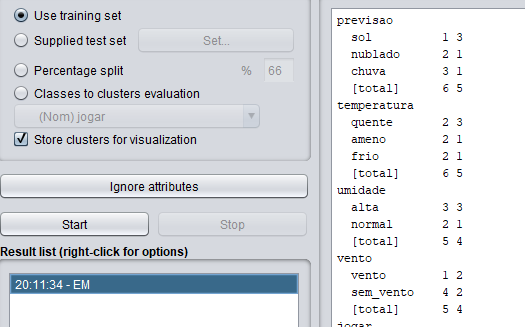 Use training set
Supplied test set Set...
Percentage split % 66
Classes to clusters evaluation
(Nom) jogar
Store clusters for visualization
Ignore attributes
Start Stop
Result list (right-click for options)
20:11:34 - EM
previsao
sol 1 3
nublado 2 1
chuva 3 1
[total] 6 5
temperatura
quente 2 3
ameno 2 1
frio 2 1
[total] 6 5
umidade
alta 3 3
normal 2 1
[total] 5 4
vento
vento 1 2
sem_vento 4 2
[total] 5 4
jogar